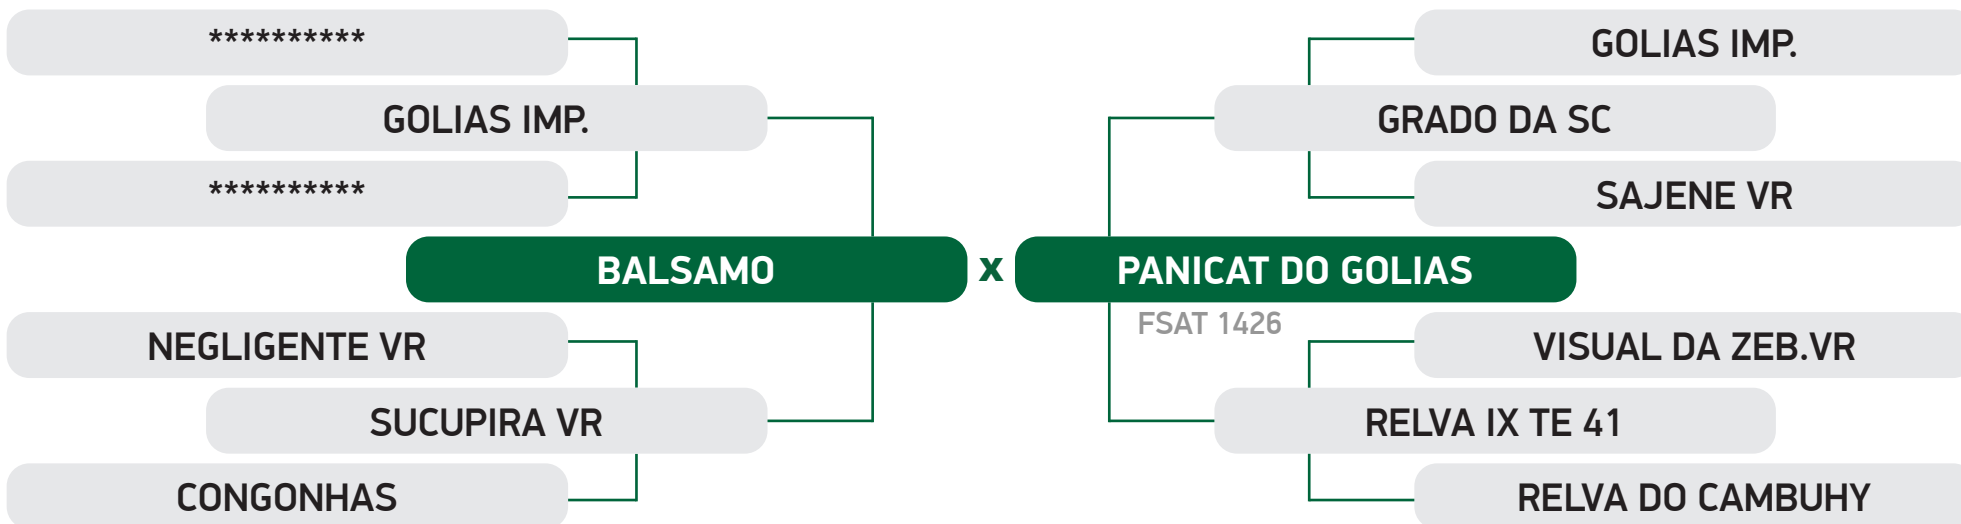 **********
GOLIAS IMP.
GOLIAS IMP.
GRADO DA SC
**********
SAJENE VR
BALSAMO x PANICAT DO GOLIAS
FSAT 1426
NEGLIGENTE VR
VISUAL DA ZEB.VR
SUCUPIRA VR
RELVA IX TE 41
CONGONHAS
RELVA DO CAMBUHY